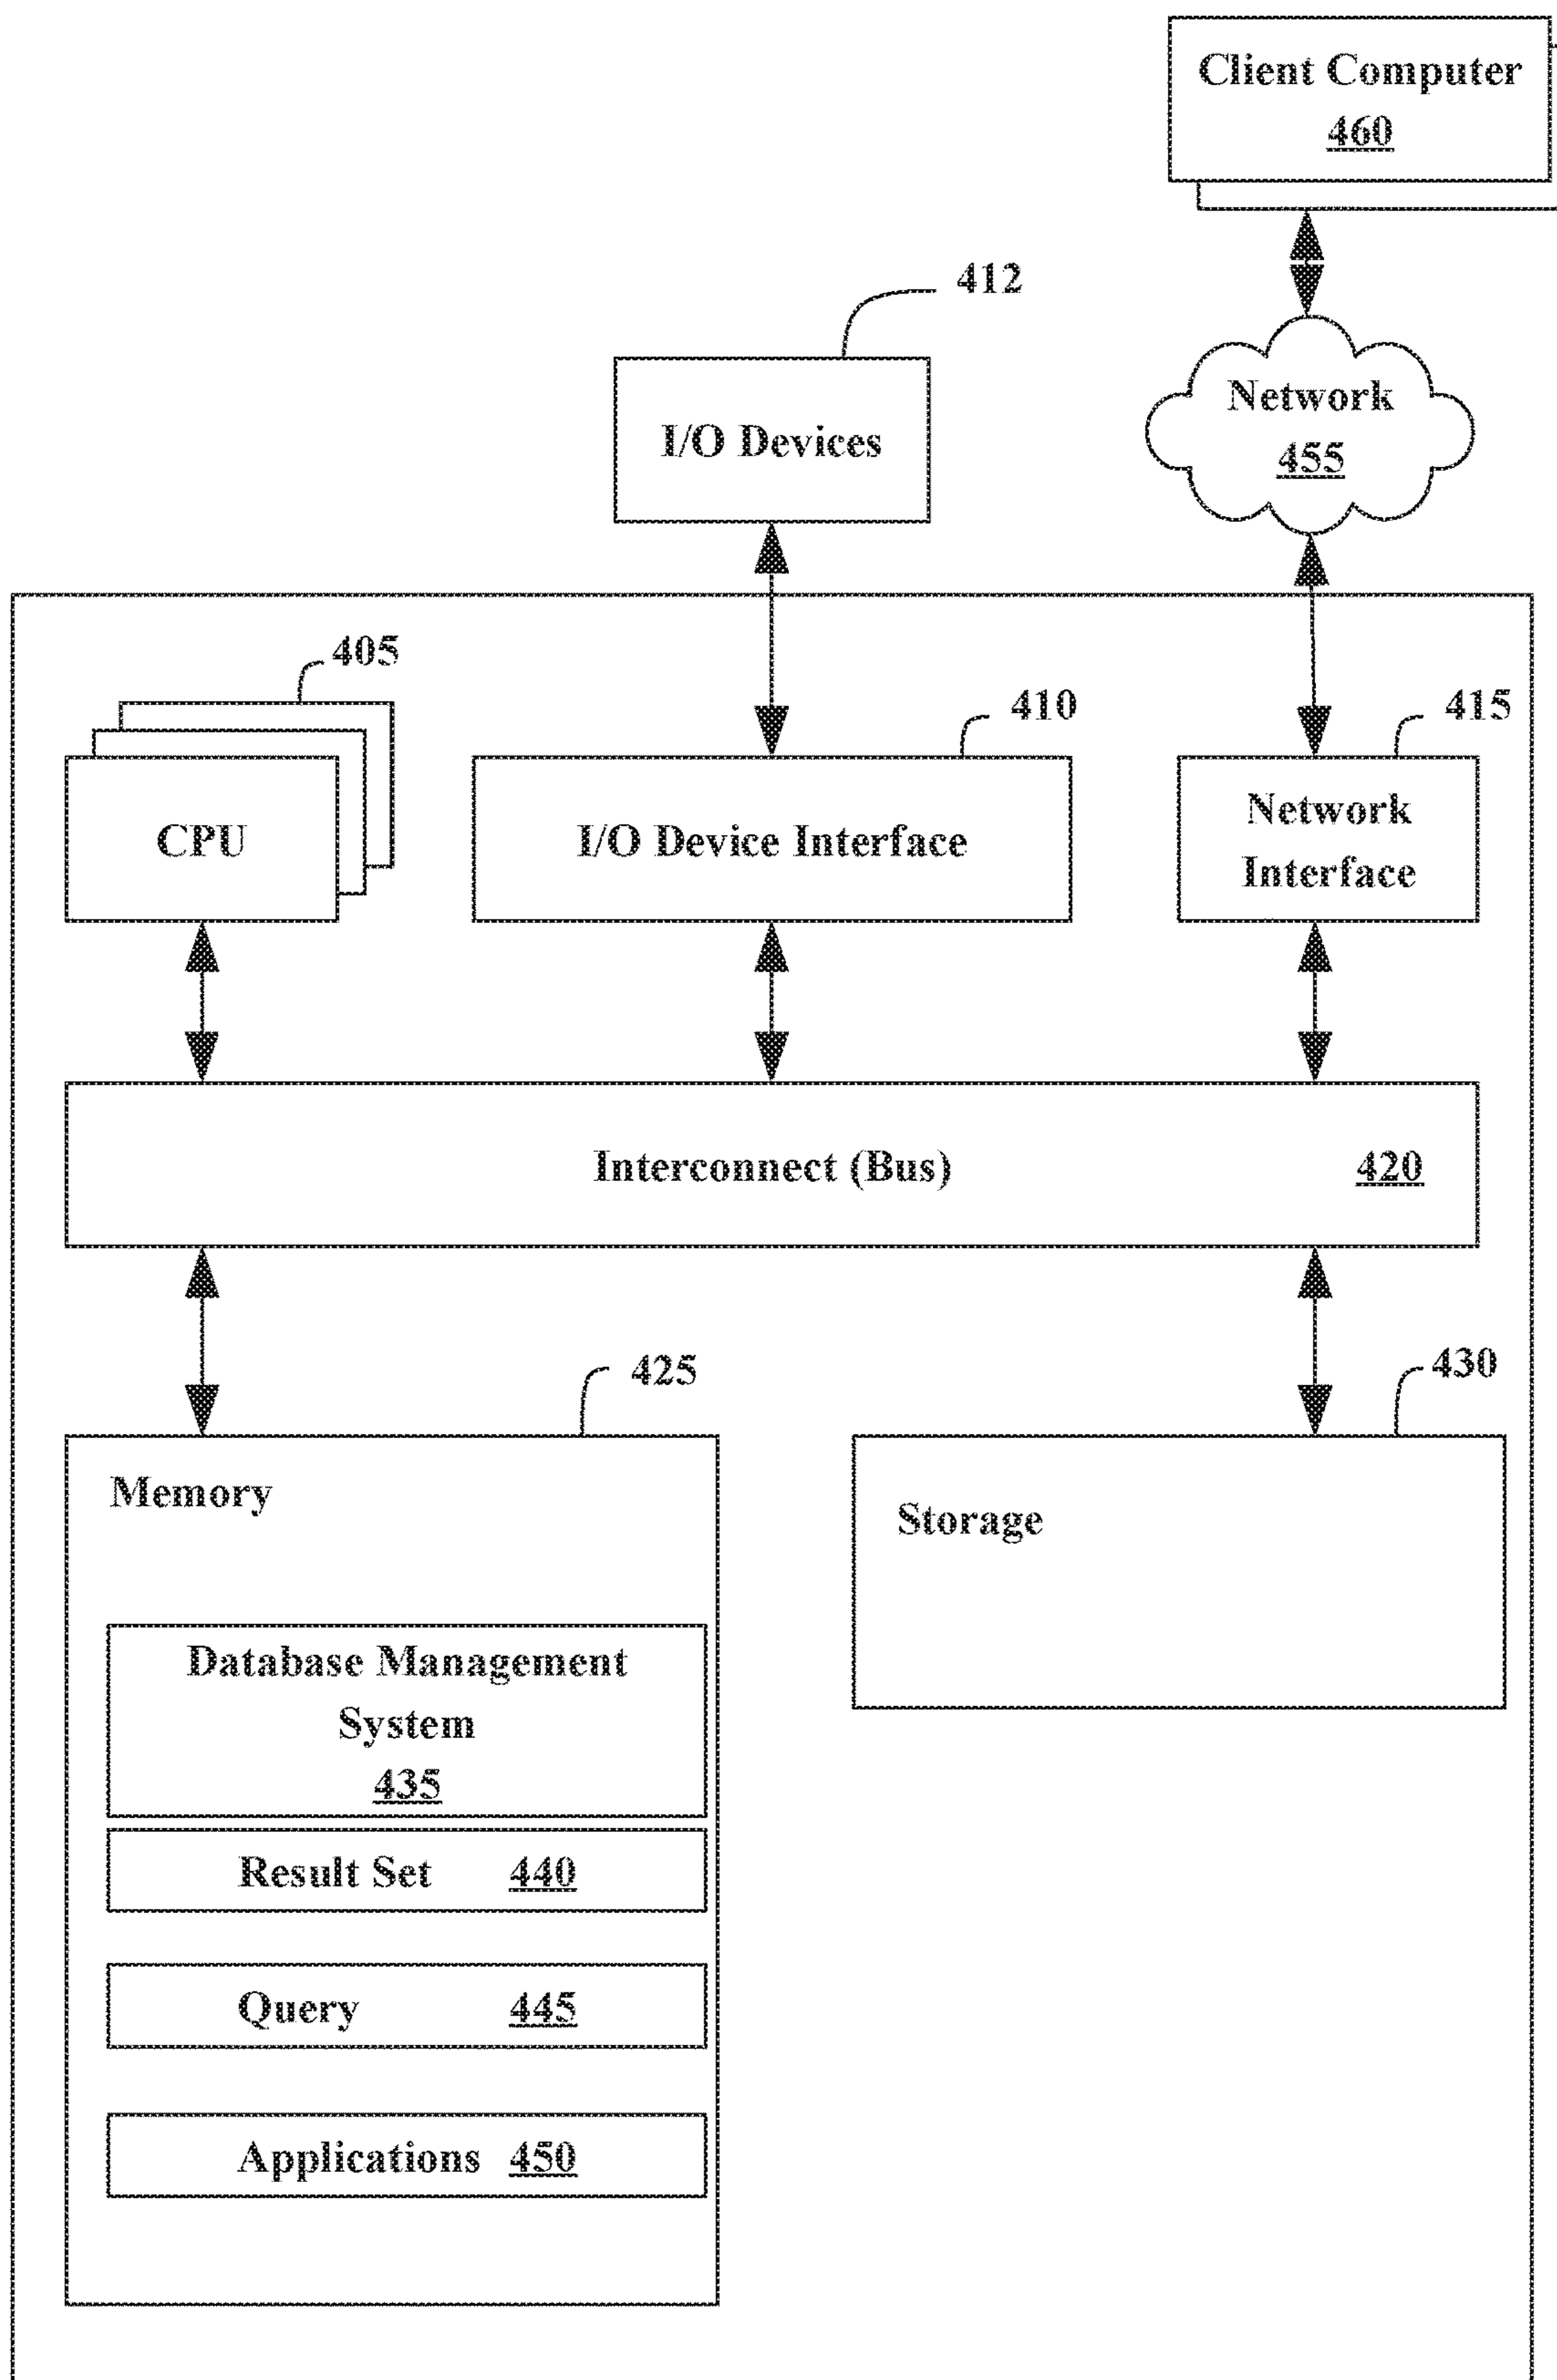 Client Computer
460
412
I/O Devices
Network
455
405
410
415
CPU
I/O Device Interface
Network
Interface
Interconnect (Bus) 420
425
430
Memory
Storage
Database Management
System
435
Result Set 440
Query 445
Applications 450